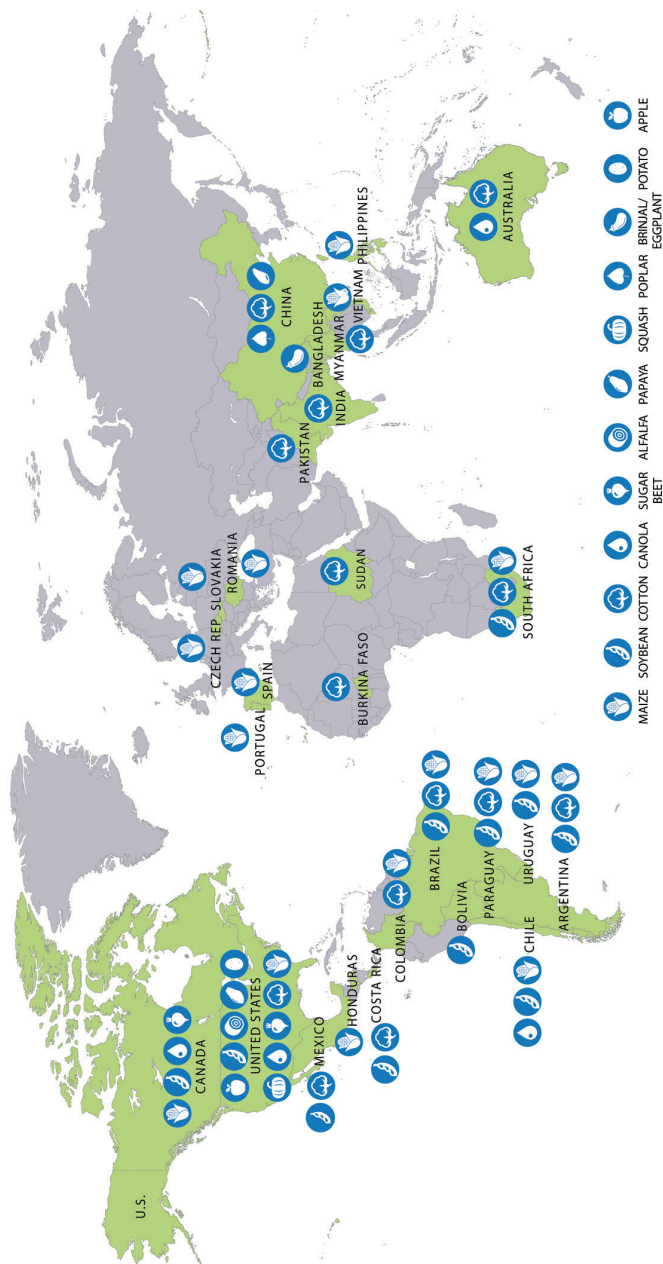 U.S.
CANADA
UNITED STATES
MEXICO
HONDURAS
COSTA RICA
COLOMBIA
BRAZIL
BOLIVIA
PARAGUAY
URUGUAY
CHILE
ARGENTINA
PORTUGAL
SPAIN
CZECH REP.
SLOVAKIA
ROMANIA
BURKINA FASO
SUDAN
SOUTH AFRICA
PAKISTAN
INDIA
BANGLADESH
MYANMAR
CHINA
VIETNAM
PHILIPPINES
AUSTRALIA
MAIZE
SOYBEAN
COTTON
CANOLA
SUGAR
BEET
ALFALFA
PAPAYA
SQUASH
POPLAR
BRINJAL/
EGGPLANT
POTATO
APPLE